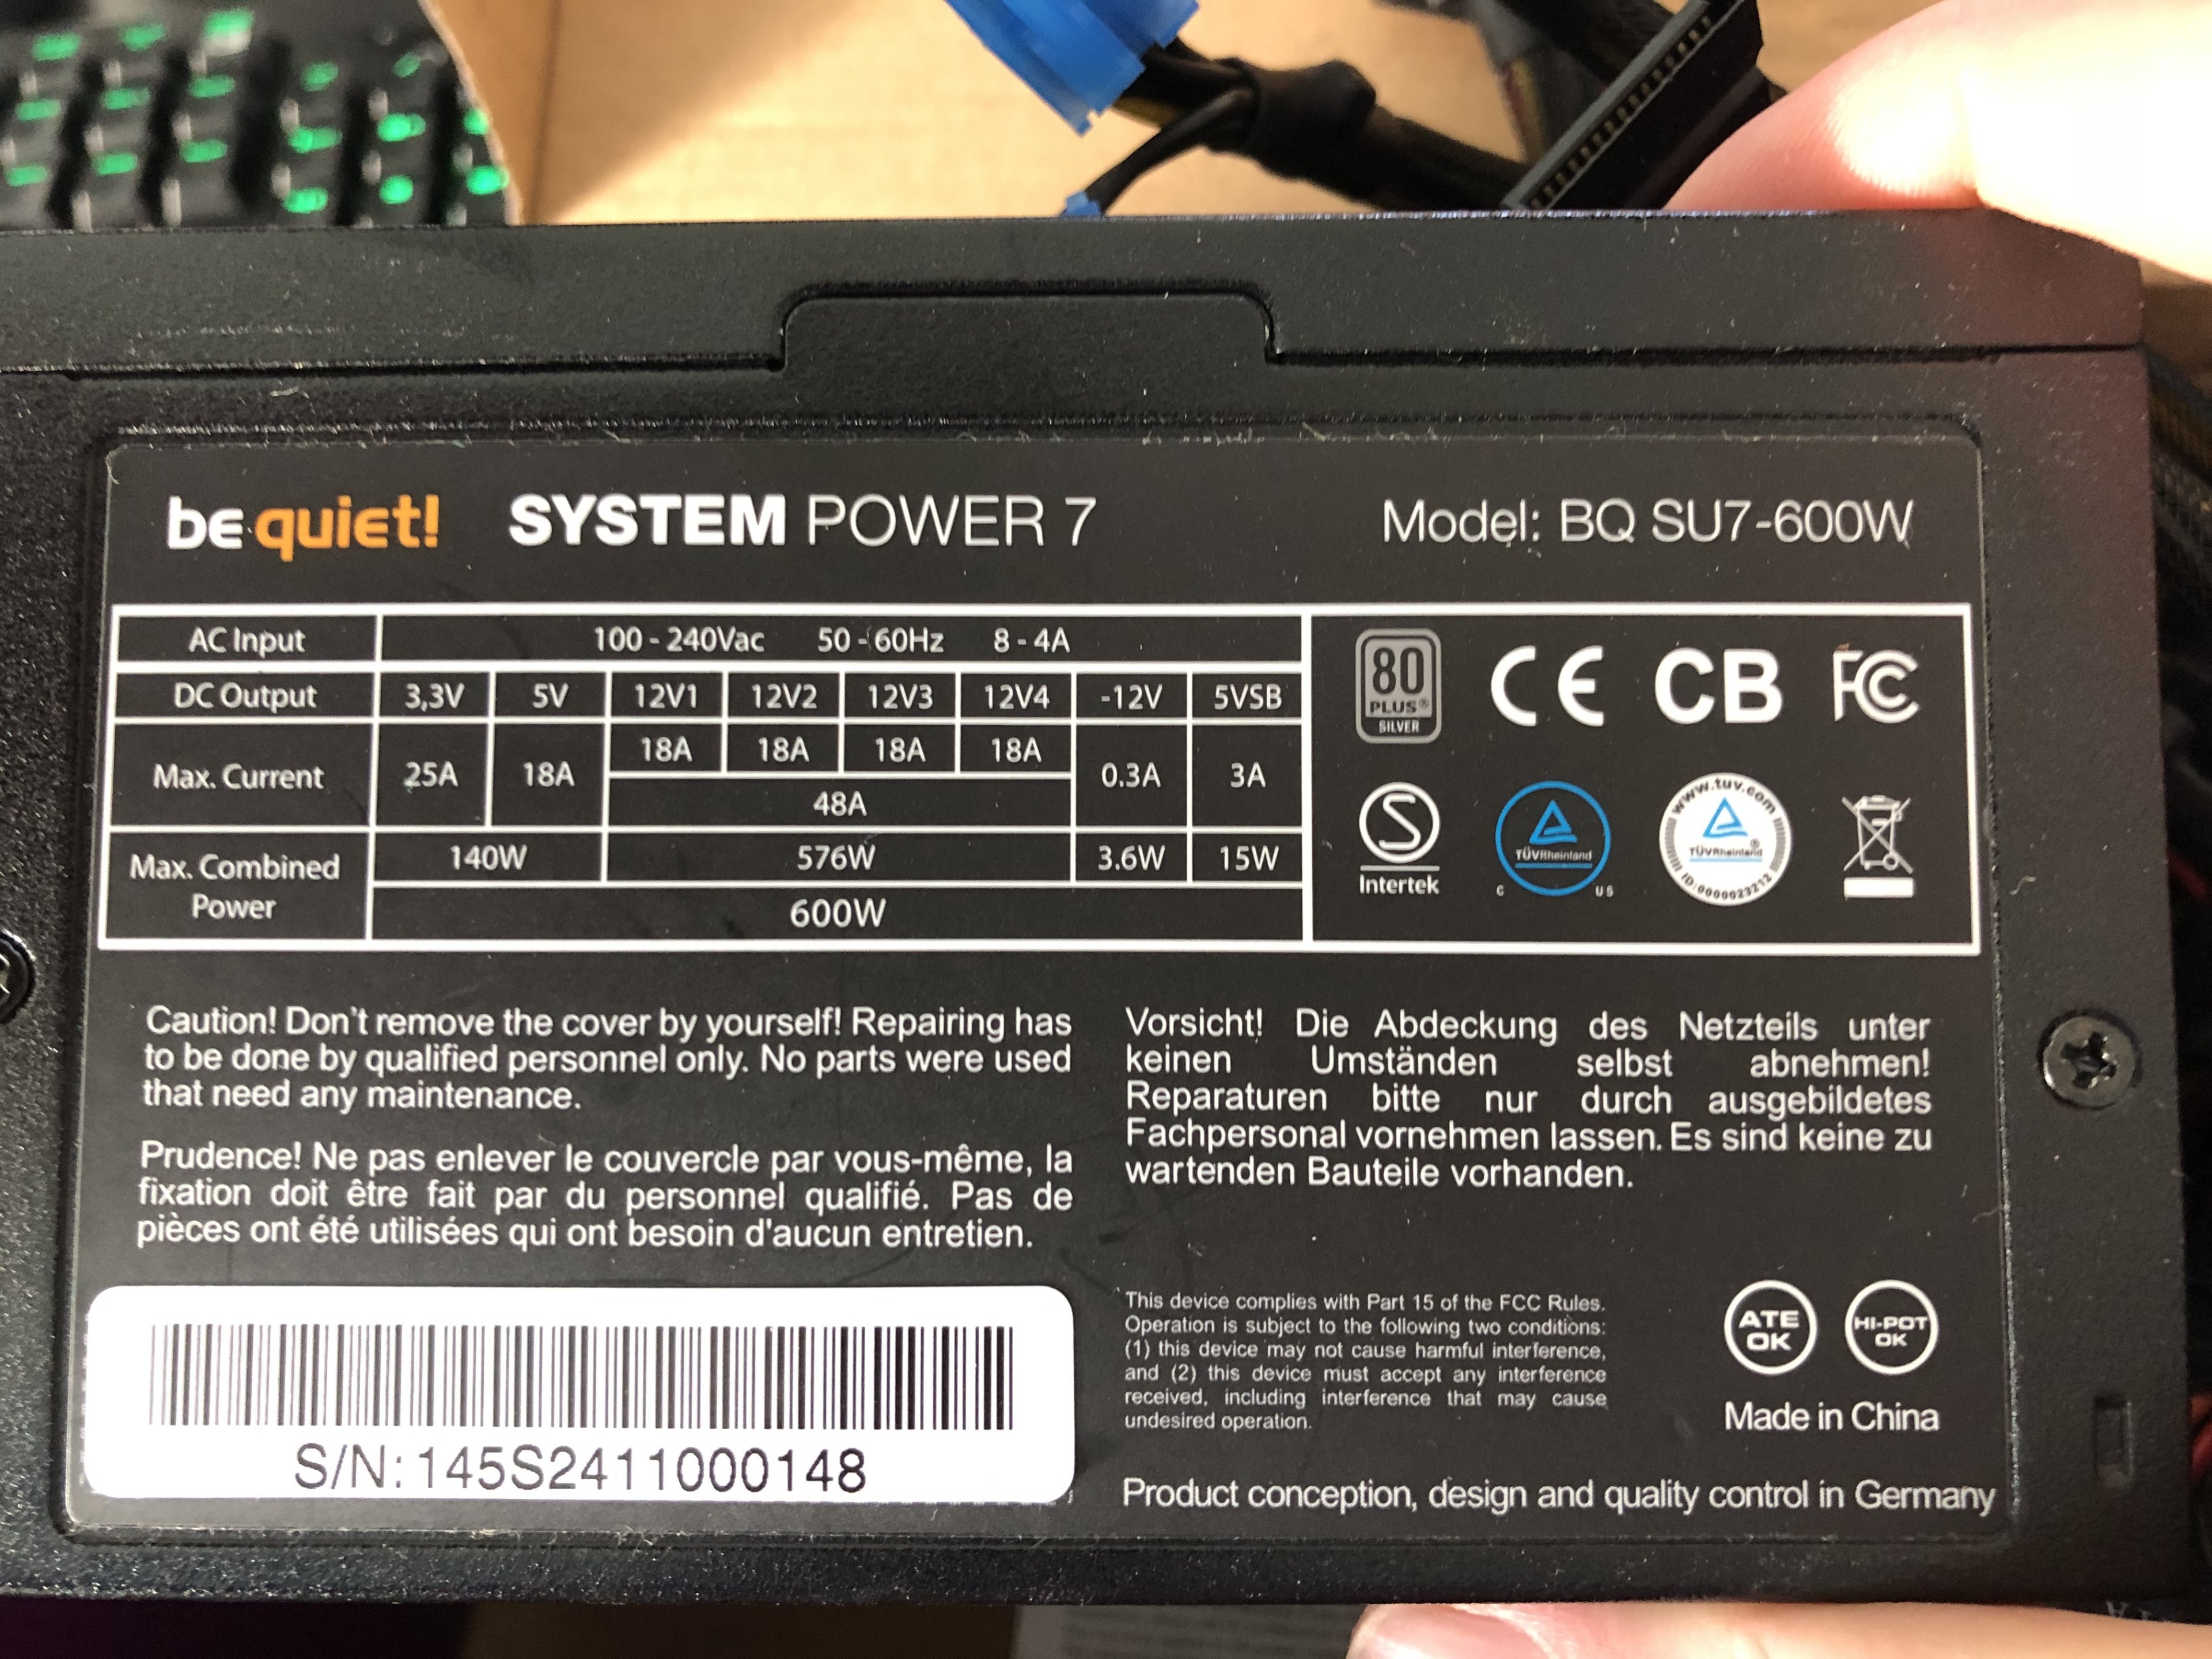 be quiet! SYSTEM POWER 7 Model: BQ SU7-600W
AC Input 100 - 240Vac 50 - 60Hz 8 - 4A
DC Output 3,3V 5V 12V1 12V2 12V3 12V4 -12V 5VSB
Max. Current 25A 18A 18A 18A 18A 18A 0.3A 3A
48A
Max. Combined Power 140W 576W 3.6W 15W
600W
80
PLUS®
SILVER
CE CB FC
S
Intertek
TÜVRheinland
C US
www.tuv.com
TÜVRheinland®
ID:0000023212
Caution! Don't remove the cover by yourself! Repairing has
to be done by qualified personnel only. No parts were used
that need any maintenance.
Prudence! Ne pas enlever le couvercle par vous-même, la
fixation doit être fait par du personnel qualifié. Pas de
pièces ont été utilisées qui ont besoin d'aucun entretien.
Vorsicht! Die Abdeckung des Netzteils unter
keinen Umständen selbst abnehmen!
Reparaturen bitte nur durch ausgebildetes
Fachpersonal vornehmen lassen. Es sind keine zu
wartenden Bauteile vorhanden.
S/N: 145S2411000148
This device complies with Part 15 of the FCC Rules.
Operation is subject to the following two conditions:
(1) this device may not cause harmful interference,
and (2) this device must accept any interference
received, including interference that may cause
undesired operation.
ATE
OK
HI-POT
OK
Made in China
Product conception, design and quality control in Germany